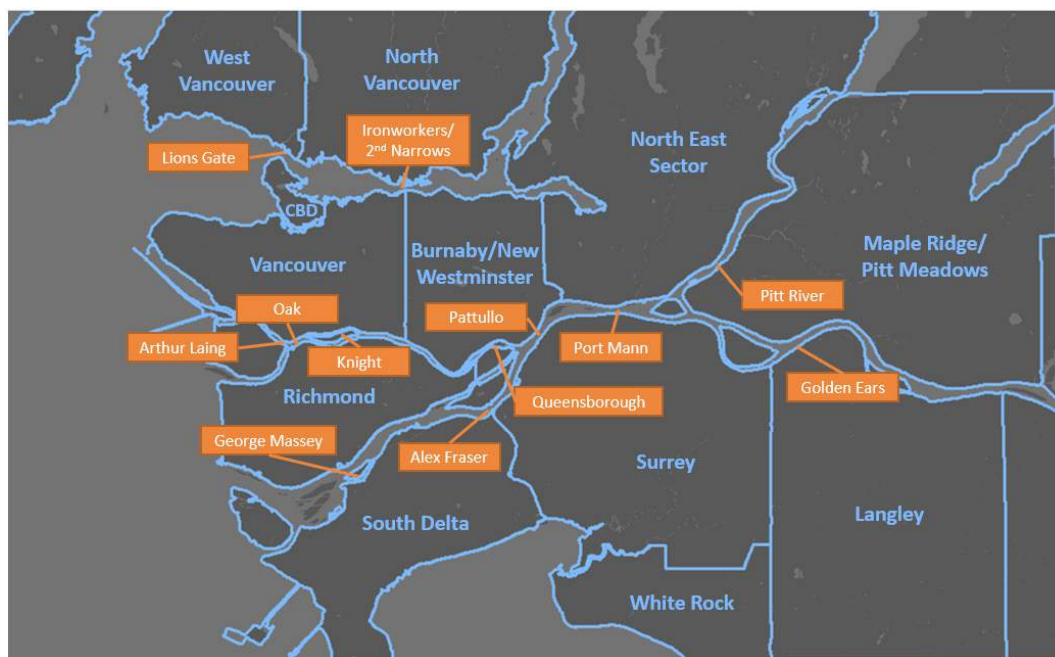 West
Vancouver
North
Vancouver
Ironworkers/
2nd Narrows
North East
Sector
Lions Gate
CBD
Vancouver
Burnaby/New
Westminster
Maple Ridge/
Pitt Meadows
Oak
Pattullo
Pitt River
Arthur Laing
Knight
Port Mann
Richmond
Queensborough
Golden Ears
George Massey
Alex Fraser
Surrey
South Delta
Langley
White Rock